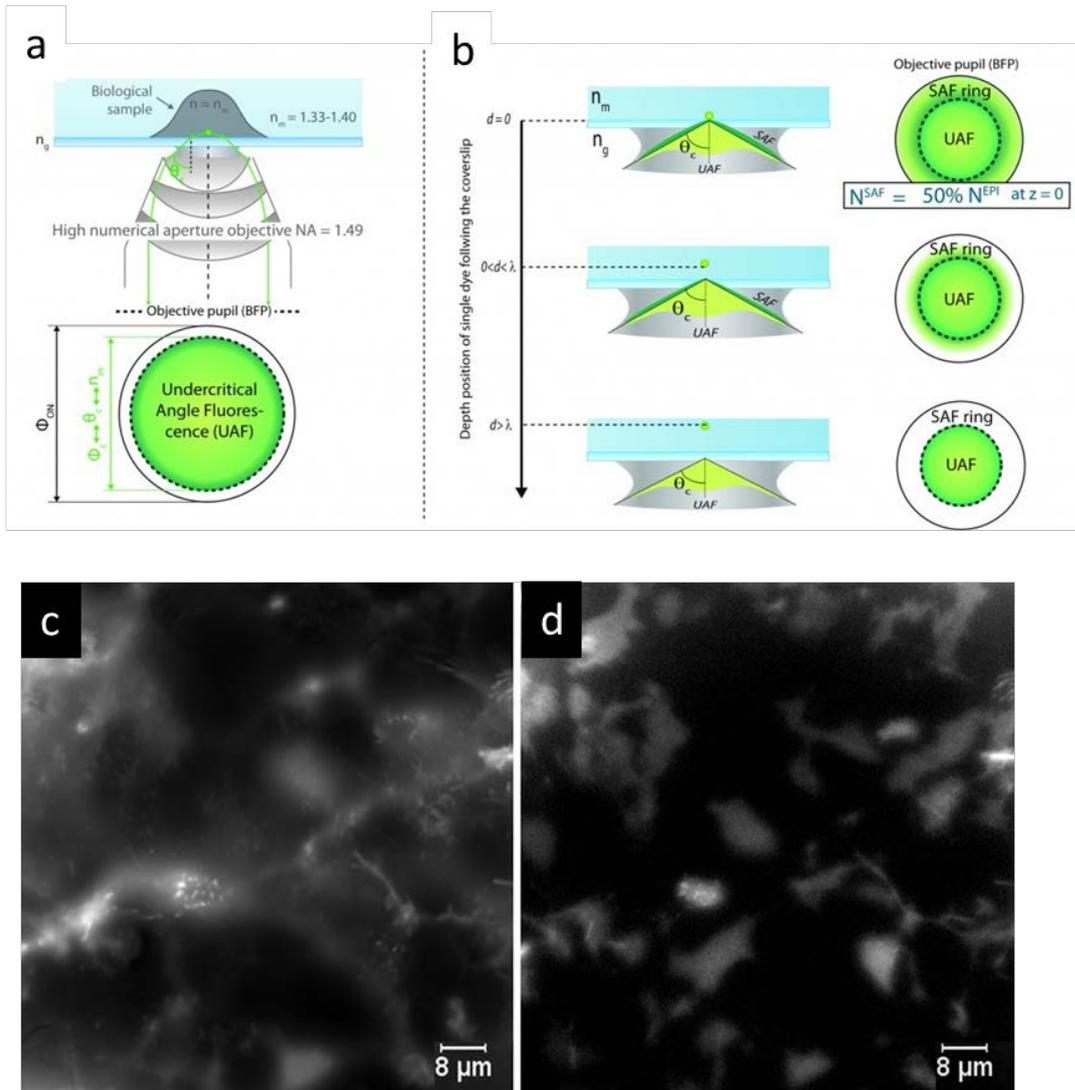 a
Biological
sample
n ≈ nm
nm = 1.33-1.40
ng
θc
High numerical aperture objective NA = 1.49
Objective pupil (BFP)
ΦON
Φc ↔ θc ↔ nm
Undercritical
Angle Fluores-
cence (UAF)
b
Depth position of single dye follwing the coverslip
d = 0
nm
ng
θc
SAF
UAF
Objective pupil (BFP)
SAF ring
UAF
NSAF = 50% NEPI at z = 0
0<d<λ
θc
SAF
UAF
SAF ring
UAF
d > λ
θc
UAF
SAF ring
UAF
c
8 µm
d
8 µm